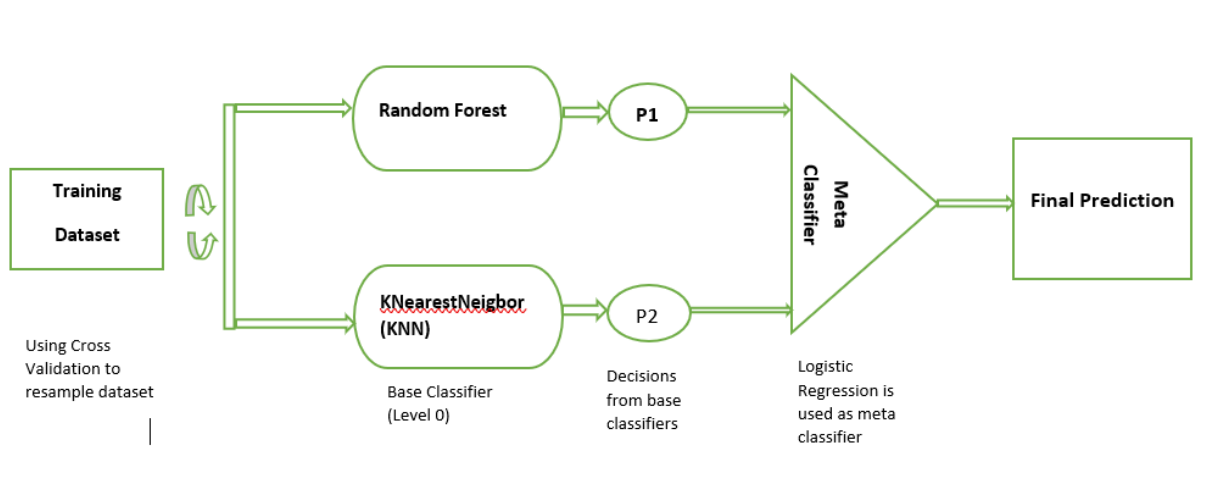 Training
Dataset
Using Cross
Validation to
resample dataset
Random Forest
KNearestNeigbor
(KNN)
Base Classifier
(Level 0)
P1
P2
Decisions
from base
classifiers
Meta
Classifier
Logistic
Regression is
used as meta
classifier
Final Prediction